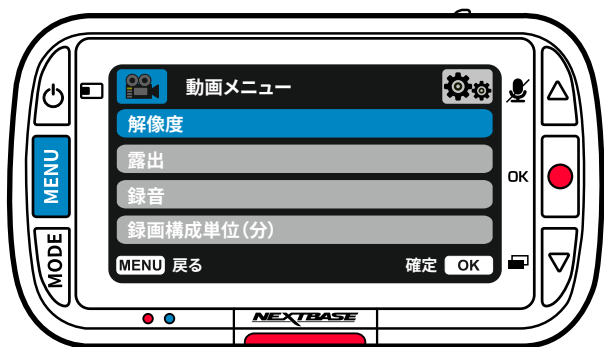 動画メニュー
解像度
露出
録音
録画構成単位(分)
MENU 戻る
確定 OK
MENU
MODE
OK
NEXTBASE